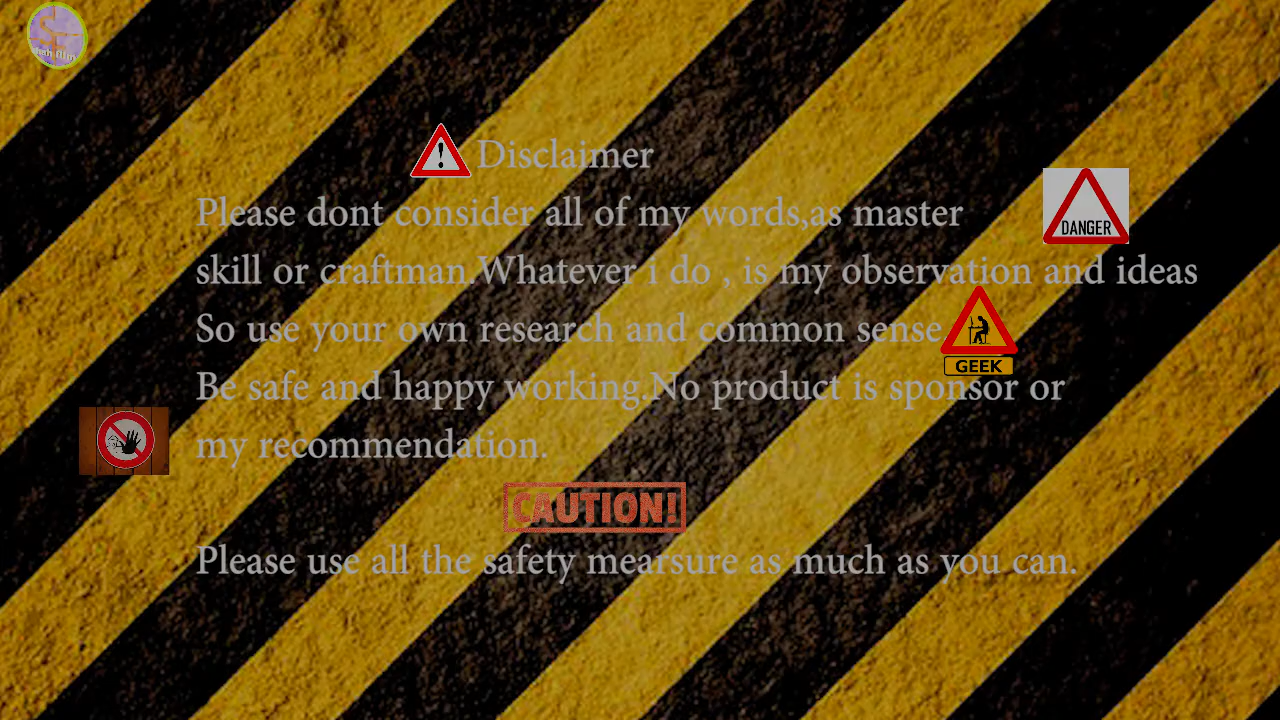 Disclaimer
Please dont consider all of my words,as master
DANGER
skill or craftman.Whatever i do , is my observation and ideas
So use your own research and common sense
GEEK
Be safe and happy working.No product is sponsor or
my recommendation.
CAUTION!
Please use all the safety mearsure as much as you can.